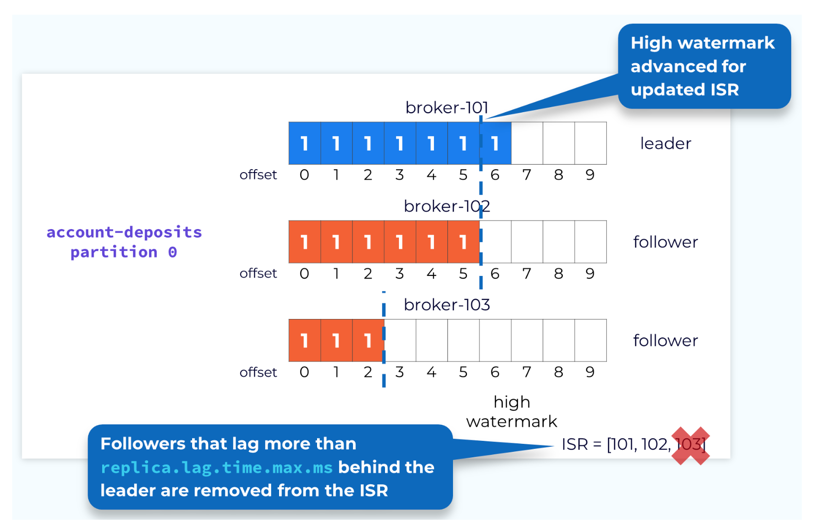 High watermark
advanced for
updated ISR
broker-101
1 1 1 1 1 1 1
leader
offset 0 1 2 3 4 5 6 7 8 9
broker-102
account-deposits
partition 0
1 1 1 1 1 1
follower
offset 0 1 2 3 4 5 6 7 8 9
broker-103
1 1 1
follower
offset 0 1 2 3 4 5 6 7 8 9
high
watermark
ISR = [101, 102, 103]
Followers that lag more than
replica.lag.time.max.ms behind the
leader are removed from the ISR